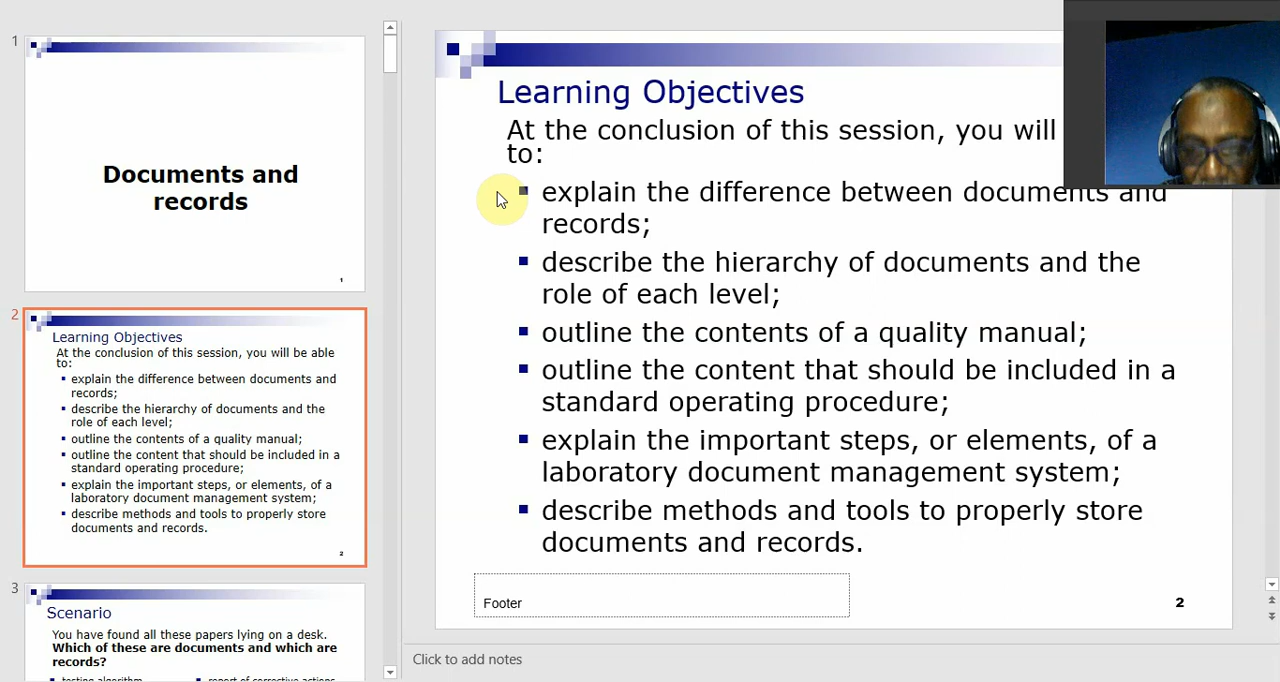 1
Documents and
records
1
2
Learning Objectives
At the conclusion of this session, you will be able
to:
explain the difference between documents and
records;
describe the hierarchy of documents and the
role of each level;
outline the contents of a quality manual;
outline the content that should be included in a
standard operating procedure;
explain the important steps, or elements, of a
laboratory document management system;
describe methods and tools to properly store
documents and records.
2
3
Scenario
You have found all these papers lying on a desk.
Which of these are documents and which are
records?
testing algorithm
report of corrective actions
Learning Objectives
At the conclusion of this session, you will
to:
explain the difference between documents and
records;
describe the hierarchy of documents and the
role of each level;
outline the contents of a quality manual;
outline the content that should be included in a
standard operating procedure;
explain the important steps, or elements, of a
laboratory document management system;
describe methods and tools to properly store
documents and records.
Footer
2
Click to add notes